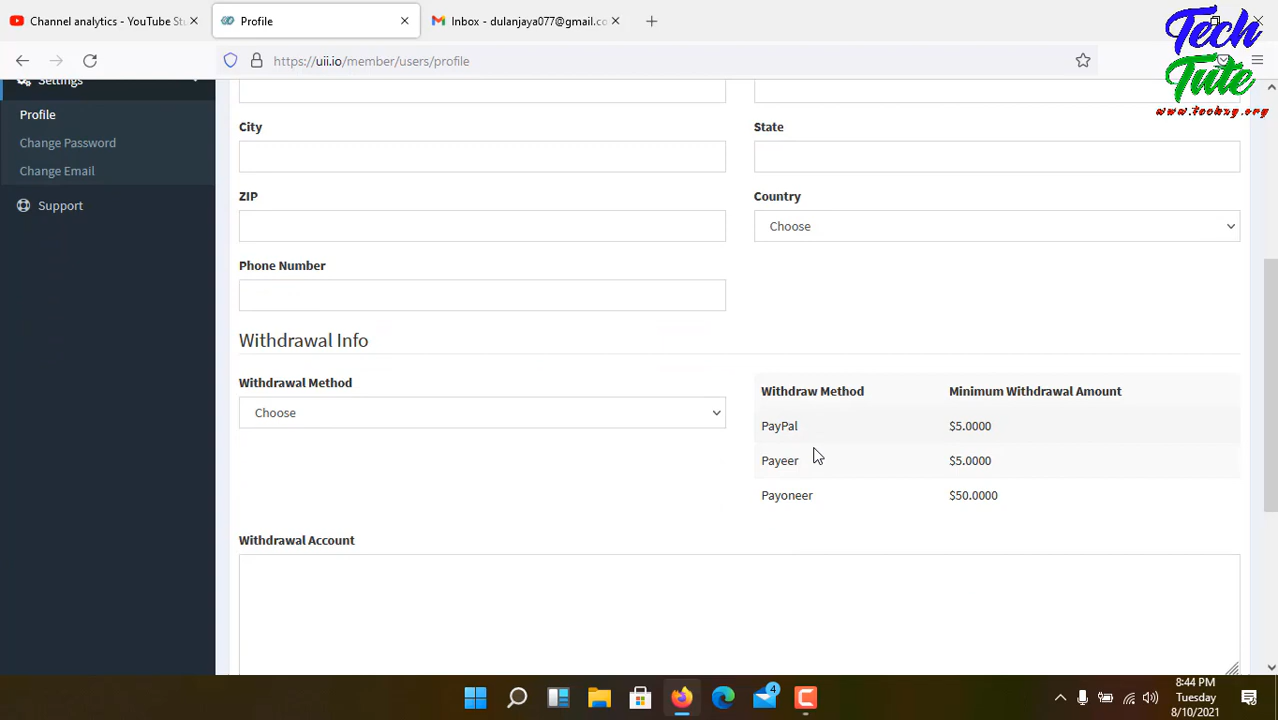 Channel analytics - YouTube St
Profile
Inbox - dulanjaya077@gmail.co
Tech
Tute
www.techzy.org
https://uii.io/member/users/profile
Settings
Profile
Change Password
Change Email
Support
City
State
ZIP
Country
Choose
Phone Number
Withdrawal Info
Withdrawal Method
Choose
Withdraw Method Minimum Withdrawal Amount
PayPal $5.0000
Payeer $5.0000
Payoneer $50.0000
Withdrawal Account
4
8:44 PM
Tuesday
8/10/2021